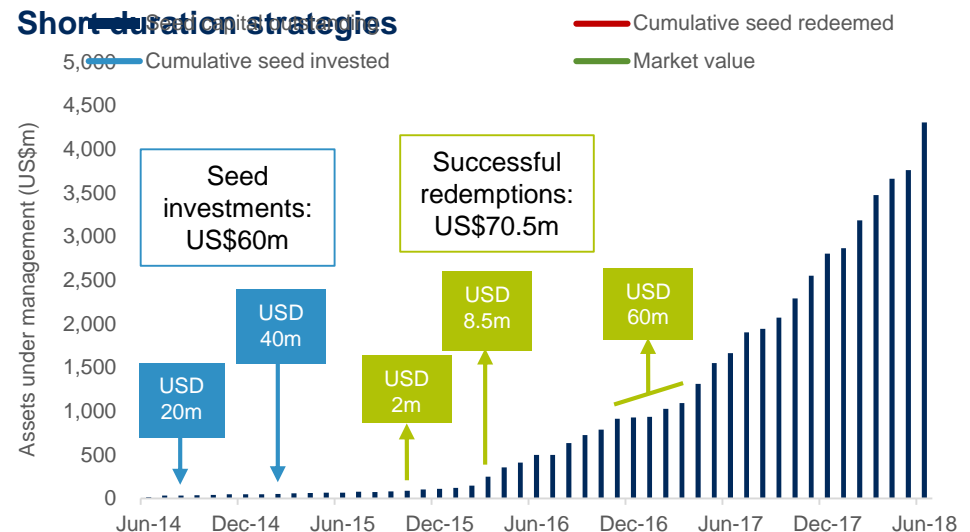 Short duration strategies
Seed capital outstanding
Cumulative seed redeemed
Cumulative seed invested
Market value
Assets under management (US$m)
5,000
4,500
4,000
3,500
3,000
2,500
2,000
1,500
1,000
500
0
Seed
investments:
US$60m
Successful
redemptions:
US$70.5m
USD
20m
USD
40m
USD
2m
USD
8.5m
USD
60m
Jun-14
Dec-14
Jun-15
Dec-15
Jun-16
Dec-16
Jun-17
Dec-17
Jun-18